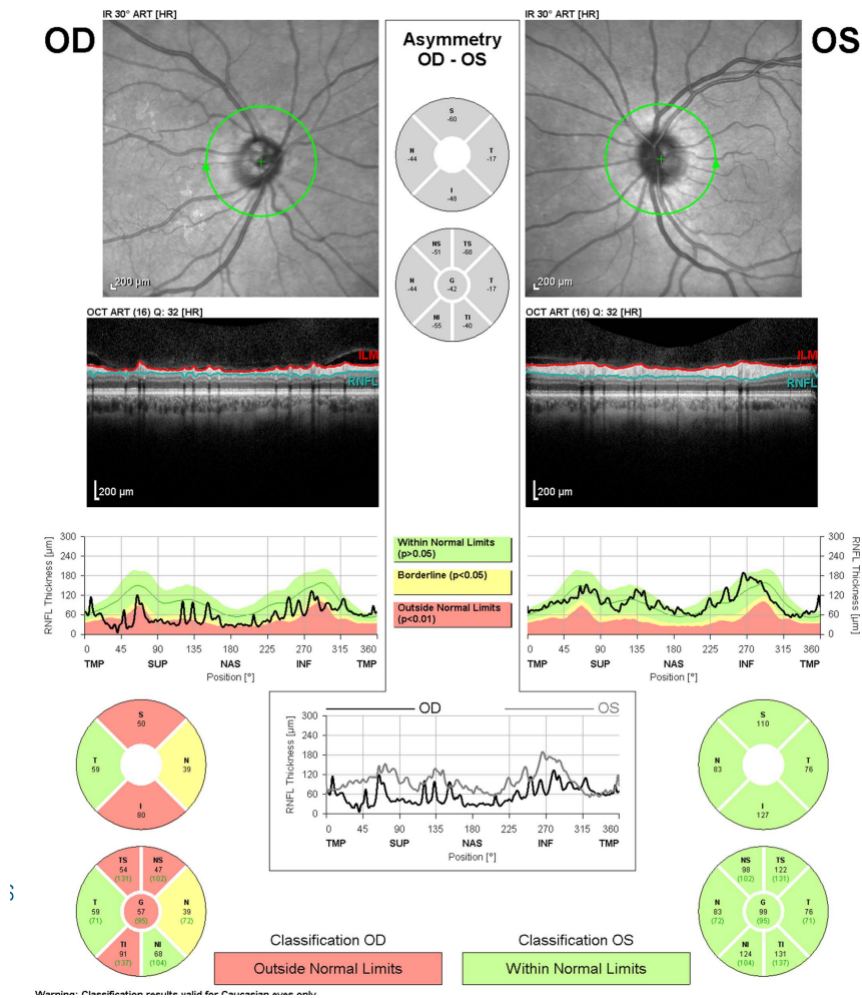 IR 30° ART [HR]
OD
200 µm
OCT ART (16) Q: 32 [HR]
ILM
RNFL
200 µm
Asymmetry
OD - OS
S
-60
N
-44
T
-17
I
-48
NS
-51
TS
-68
N
-44
G
-42
T
-17
NI
-55
TI
-40
IR 30° ART [HR]
OS
200 µm
OCT ART (16) Q: 32 [HR]
ILM
RNFL
200 µm
RNFL Thickness [µm]
300
240
180
120
60
0
0 45 90 135 180 225 270 315 360
TMP SUP NAS INF TMP
Position [°]
Within Normal Limits
(p>0.05)
Borderline (p<0.05)
Outside Normal Limits
(p<0.01)
300
240
180
120
60
0
RNFL Thickness [µm]
0 45 90 135 180 225 270 315 360
TMP SUP NAS INF TMP
Position [°]
S
50
T
59
N
39
I
80
TS
54
(131)
NS
47
(102)
T
59
(71)
G
57
(95)
N
39
(72)
TI
91
(137)
NI
68
(104)
OD OS
RNFL Thickness [µm]
300
240
180
120
60
0
0 45 90 135 180 225 270 315 360
TMP SUP NAS INF TMP
Position [°]
S
110
N
83
T
76
I
127
NS
98
(102)
TS
122
(131)
N
83
(72)
G
99
(95)
T
76
(71)
NI
124
(104)
TI
131
(137)
Classification OD
Outside Normal Limits
Classification OS
Within Normal Limits
Warning: Classification results valid for Caucasian eyes only